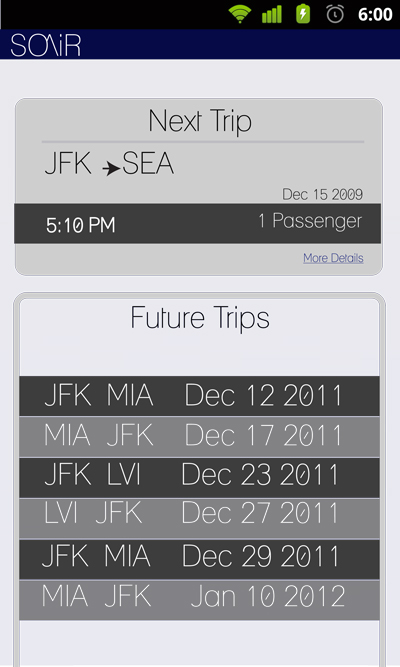 6:00
SOAiR
Next Trip
JFK SEA
Dec 15 2009
5:10 PM 1 Passenger
More Details
Future Trips
JFK MIA Dec 12 2011
MIA JFK Dec 17 2011
JFK LVI Dec 23 2011
LVI JFK Dec 27 2011
JFK MIA Dec 29 2011
MIA JFK Jan 10 2012